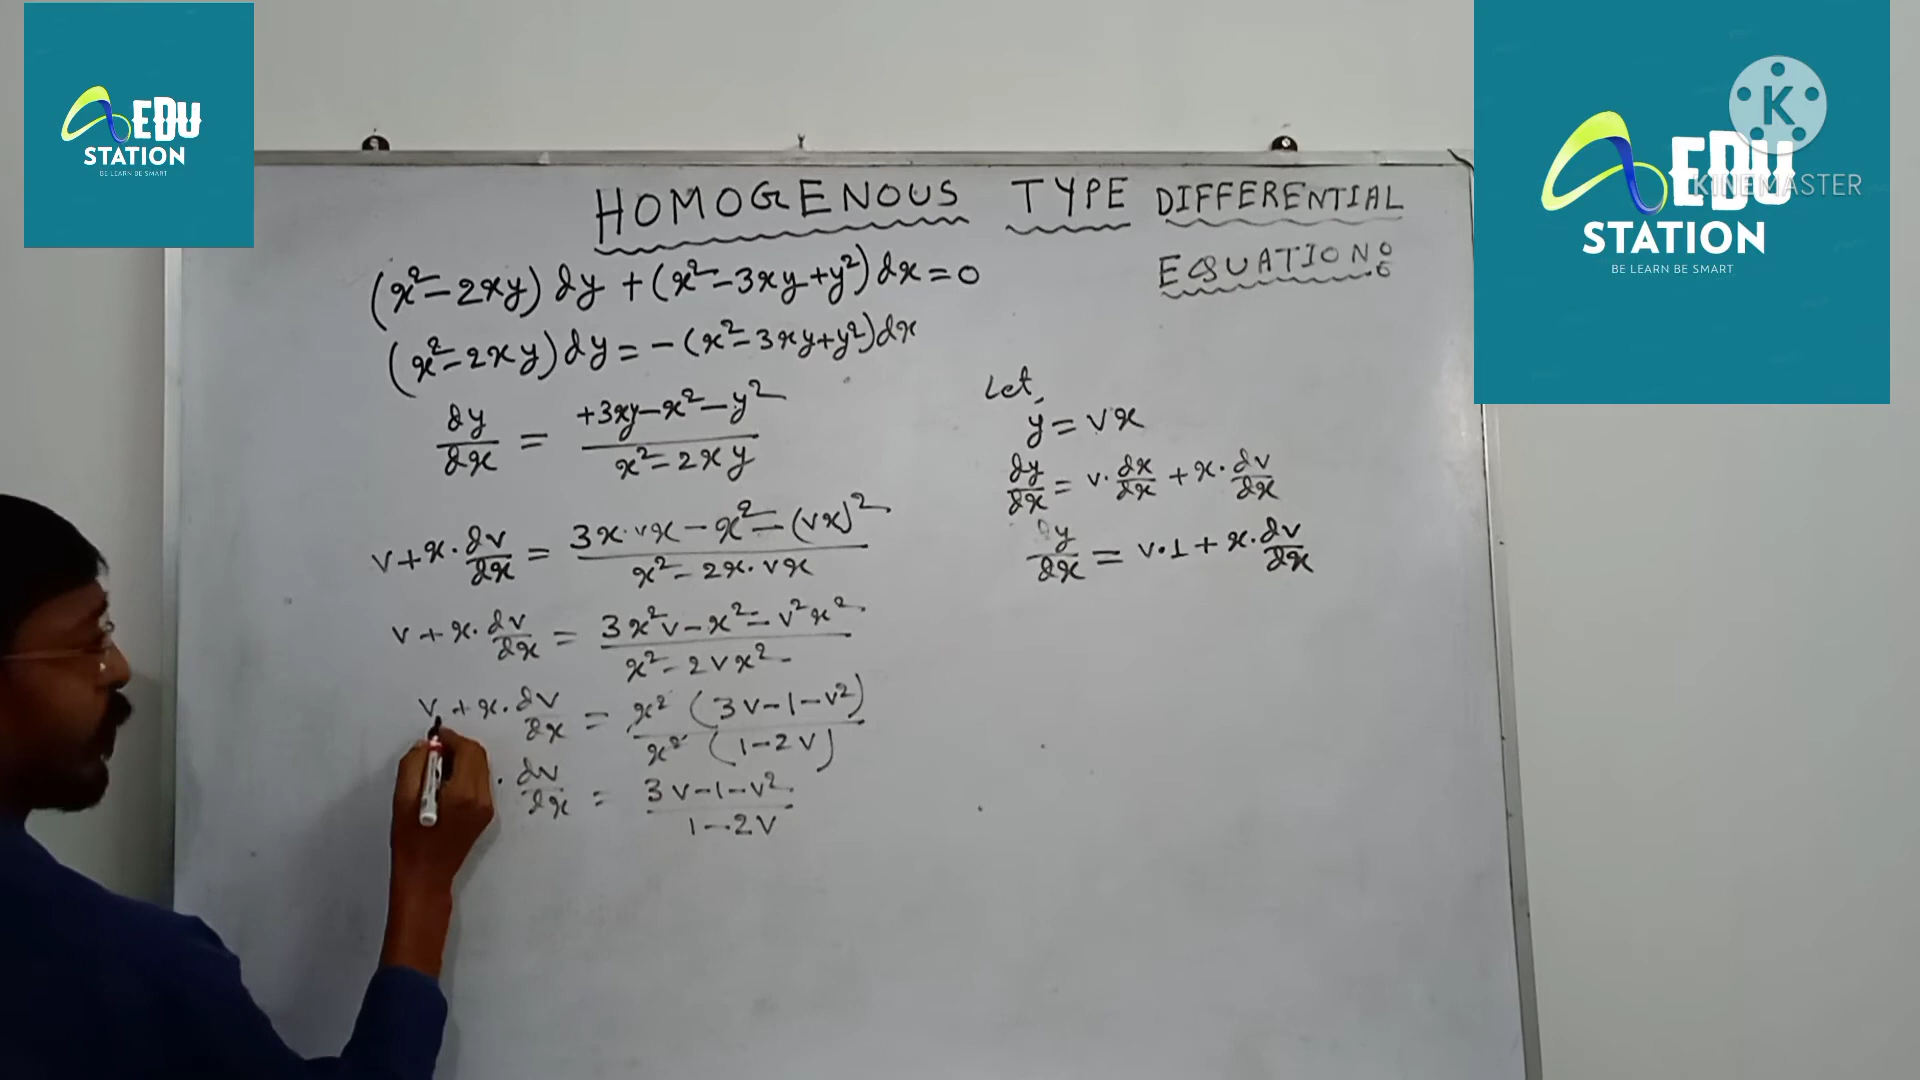 EDU
STATION
BE LEARN BE SMART
EDU
STATION
BE LEARN BE SMART
K
KINEMASTER
HOMOGENOUS TYPE DIFFERENTIAL
EQUATION:
(x²-2xy) dy + (x²-3xy+y²) dx = 0
(x²-2xy) dy = -(x²-3xy+y²) dx
dy/dx = (+3xy-x²-y²)/(x²-2xy)
v+x·dv/dx = (3x·vx-x²-(vx)²)/(x²-2x·vx)
v+x·dv/dx = (3x²v-x²-v²x²)/(x²-2vx²)
v+x·dv/dx = x²(3v-1-v²)/x²(1-2v)
·dv/dx = (3v-1-v²)/(1-2v)
Let,
y = vx
dy/dx = v·dx/dx + x·dv/dx
dy/dx = v·1 + x·dv/dx